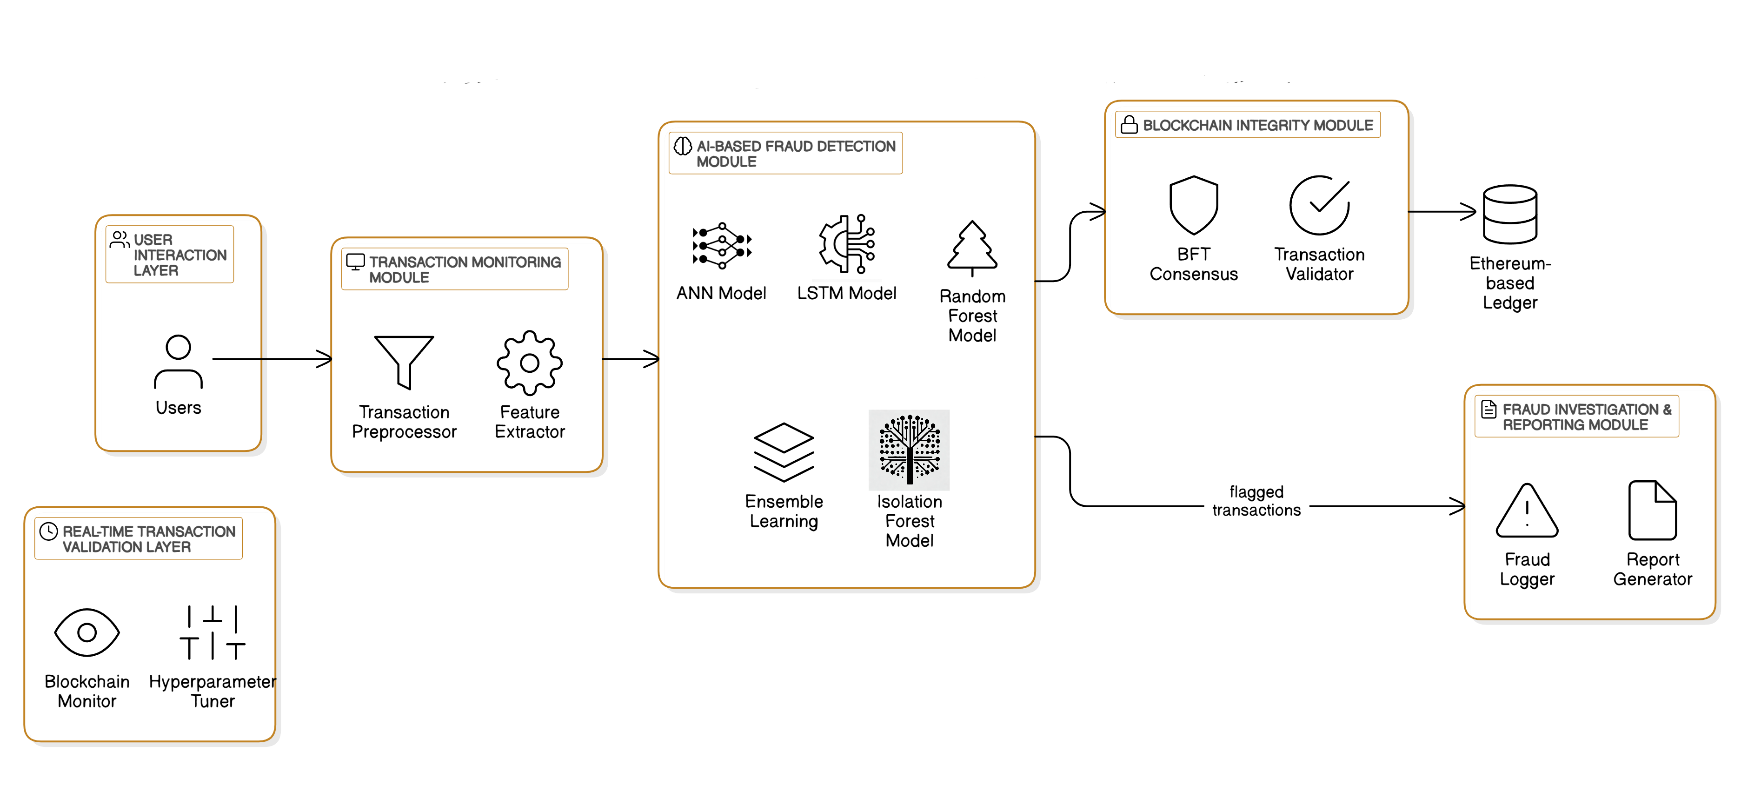 USER
INTERACTION
LAYER
Users
TRANSACTION MONITORING
MODULE
Transaction
Preprocessor
Feature
Extractor
AI-BASED FRAUD DETECTION
MODULE
ANN Model
LSTM Model
Random
Forest
Model
Ensemble
Learning
Isolation
Forest
Model
BLOCKCHAIN INTEGRITY MODULE
BFT
Consensus
Transaction
Validator
Ethereum-
based
Ledger
flagged
transactions
FRAUD INVESTIGATION &
REPORTING MODULE
Fraud
Logger
Report
Generator
REAL-TIME TRANSACTION
VALIDATION LAYER
Blockchain
Monitor
Hyperparameter
Tuner